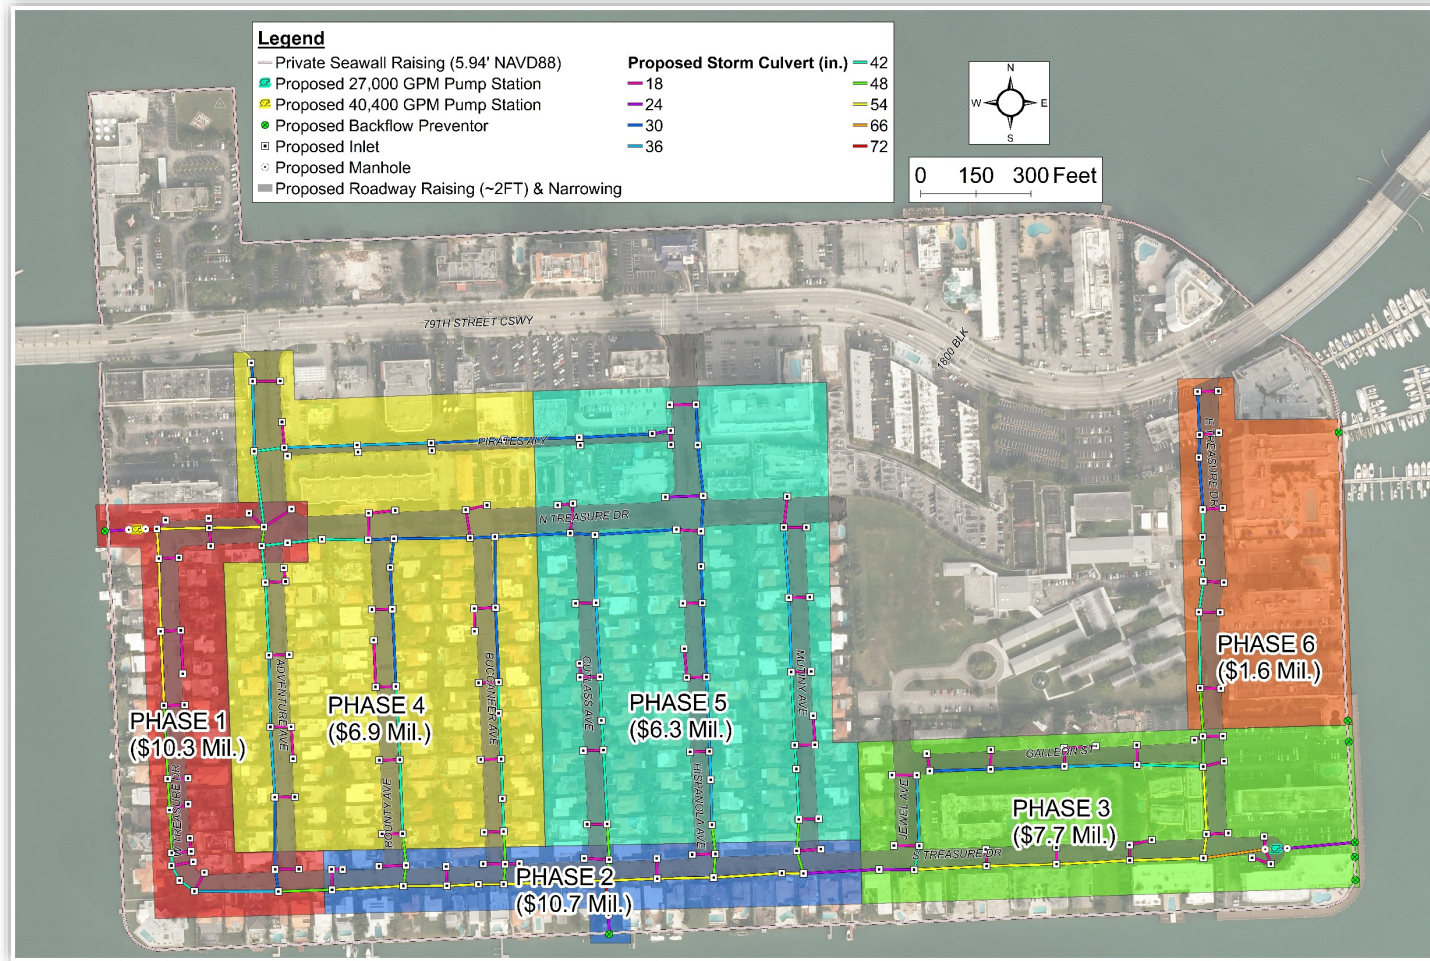 Legend
Private Seawall Raising (5.94' NAVD88)
Proposed 27,000 GPM Pump Station
Proposed 40,400 GPM Pump Station
Proposed Backflow Preventor
Proposed Inlet
Proposed Manhole
Proposed Roadway Raising (~2FT) & Narrowing
Proposed Storm Culvert (in.)
18
24
30
36
42
48
54
66
72
N
W E
S
0 150 300 Feet
79TH STREET CSWY
1800 BLK
PIRATES ALY
N TREASURE DR
E TREASURE DR
PHASE 6
($1.6 Mil.)
PHASE 1
($10.3 Mil.)
W TREASURE DR
ADVENTURE AVE
PHASE 4
($6.9 Mil.)
BOUNTY AVE
BUCCANEER AVE
CUTLASS AVE
PHASE 5
($6.3 Mil.)
HISPANOLA AVE
MUTINY AVE
GALLEON ST
JEWEL AVE
PHASE 3
($7.7 Mil.)
S TREASURE DR
PHASE 2
($10.7 Mil.)